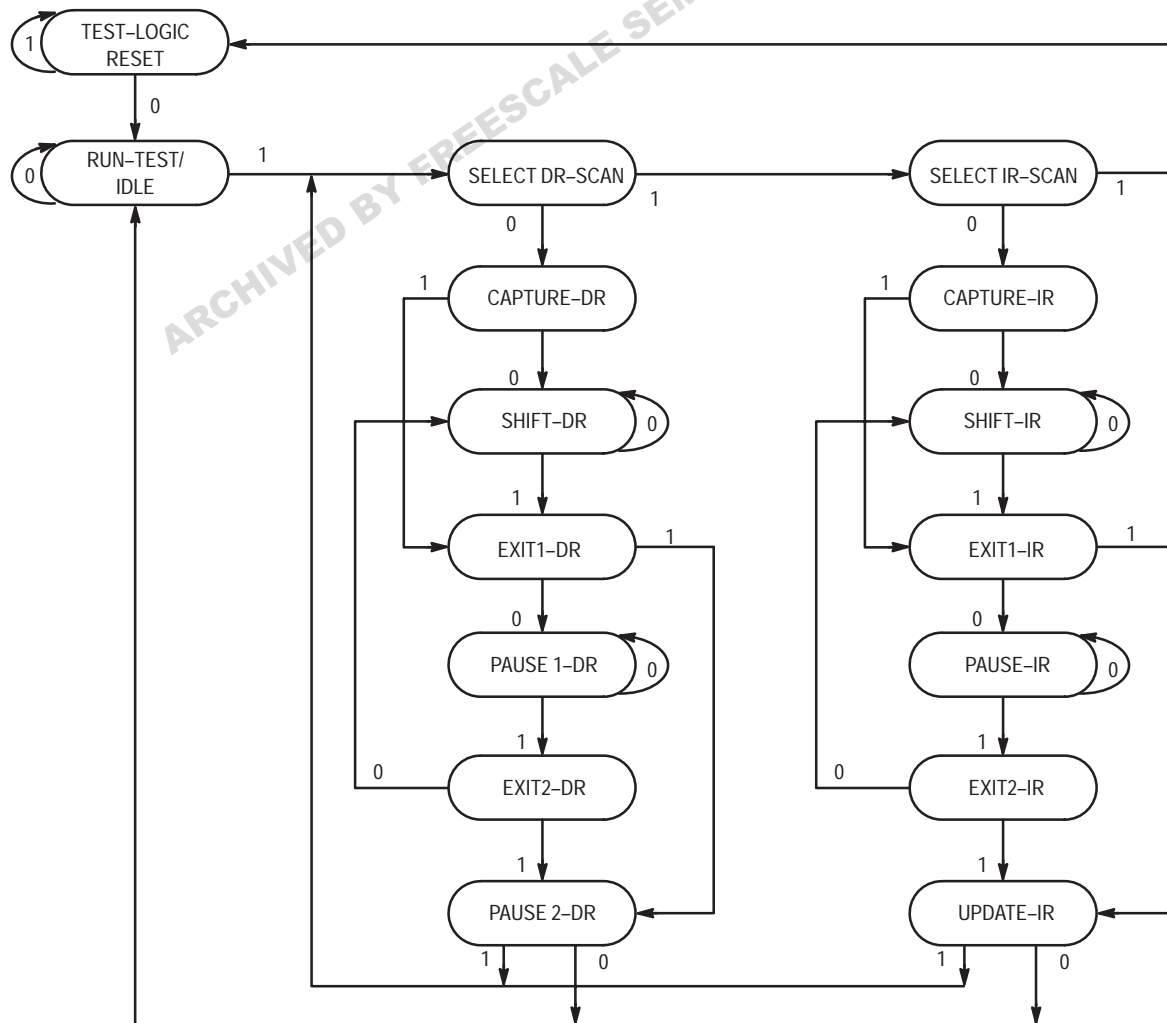 ARCHIVED BY FREESCALE
TEST–LOGIC
RESET
1
0
RUN–TEST/
IDLE
0
1
SELECT DR–SCAN
1
0
SELECT IR–SCAN
1
0
CAPTURE–DR
1
0
CAPTURE–IR
1
0
SHIFT–DR
0
1
SHIFT–IR
0
1
EXIT1–DR
1
0
EXIT1–IR
1
0
PAUSE 1–DR
0
1
PAUSE–IR
0
1
EXIT2–DR
0
1
EXIT2–IR
0
1
PAUSE 2–DR
1
0
UPDATE–IR
1
0